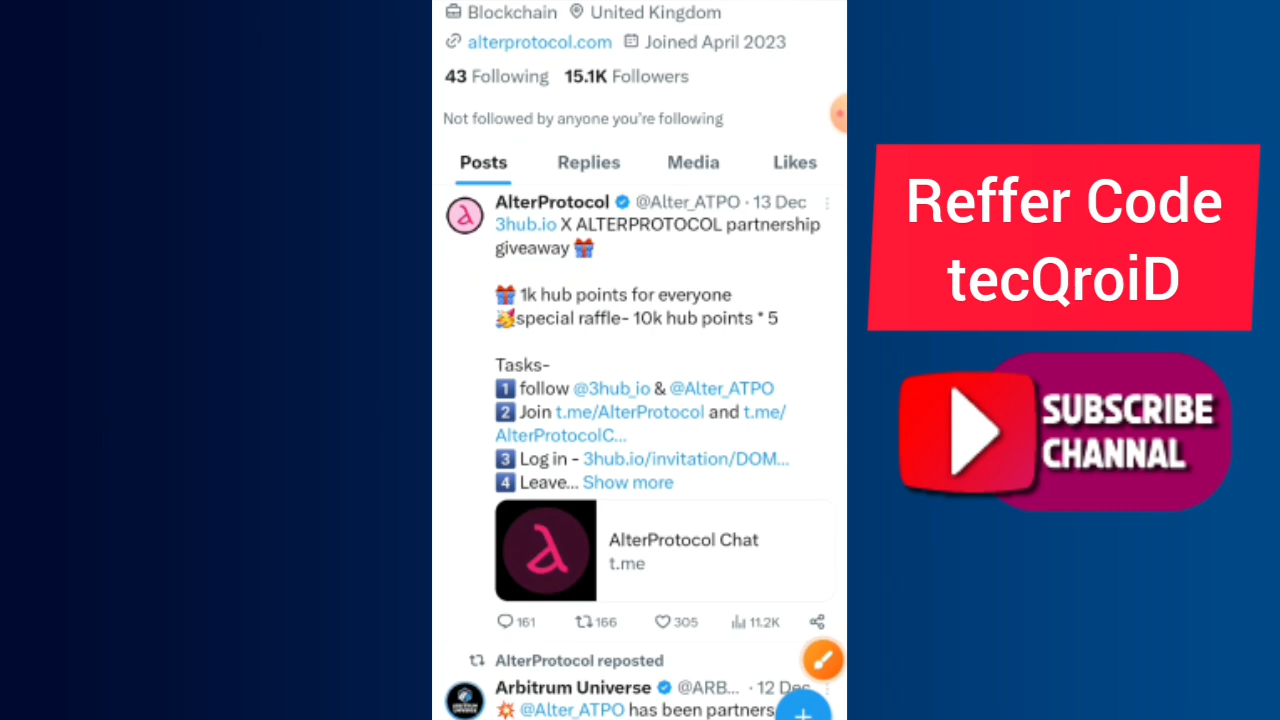 Blockchain United Kingdom
alterprotocol.com Joined April 2023
43 Following 15.1K Followers
Not followed by anyone you're following
Posts Replies Media Likes
AlterProtocol @Alter_ATPO · 13 Dec
3hub.io X ALTERPROTOCOL partnership
giveaway 🎁
🎁 1k hub points for everyone
🥳special raffle- 10k hub points * 5
Tasks-
1️⃣ follow @3hub_io & @Alter_ATPO
2️⃣ Join t.me/AlterProtocol and t.me/
AlterProtocolC...
3️⃣ Log in - 3hub.io/invitation/DOM...
4️⃣ Leave... Show more
AlterProtocol Chat
t.me
161 166 305 11.2K
AlterProtocol reposted
Arbitrum Universe @ARB... · 12 Dec
💥 @Alter_ATPO has been partners
ARBITRUM
UNIVERSE
Reffer Code
tecQroiD
SUBSCRIBE
CHANNAL